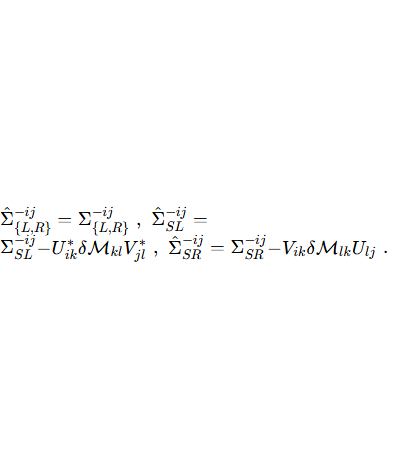 \hat{\Sigma}^{-ij}_{\{L,R\}} = \Sigma^{-ij}_{\{L,R\}} \ , \ \hat{\Sigma}^{-ij}_{SL} =
\Sigma^{-ij}_{SL} - U^{*}_{ik} \delta\mathcal{M}_{kl} V^{*}_{jl} \ , \ \hat{\Sigma}^{-ij}_{SR} = \Sigma^{-ij}_{SR} - V_{ik} \delta\mathcal{M}_{lk} U_{lj} \ .